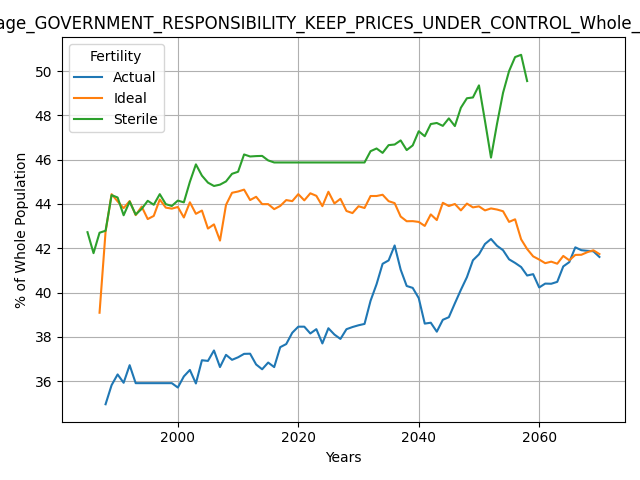 age_GOVERNMENT_RESPONSIBILITY_KEEP_PRICES_UNDER_CONTROL_Whole_
Fertility
Actual
Ideal
Sterile
% of Whole Population
50
48
46
44
42
40
38
36
2000
2020
2040
2060
Years